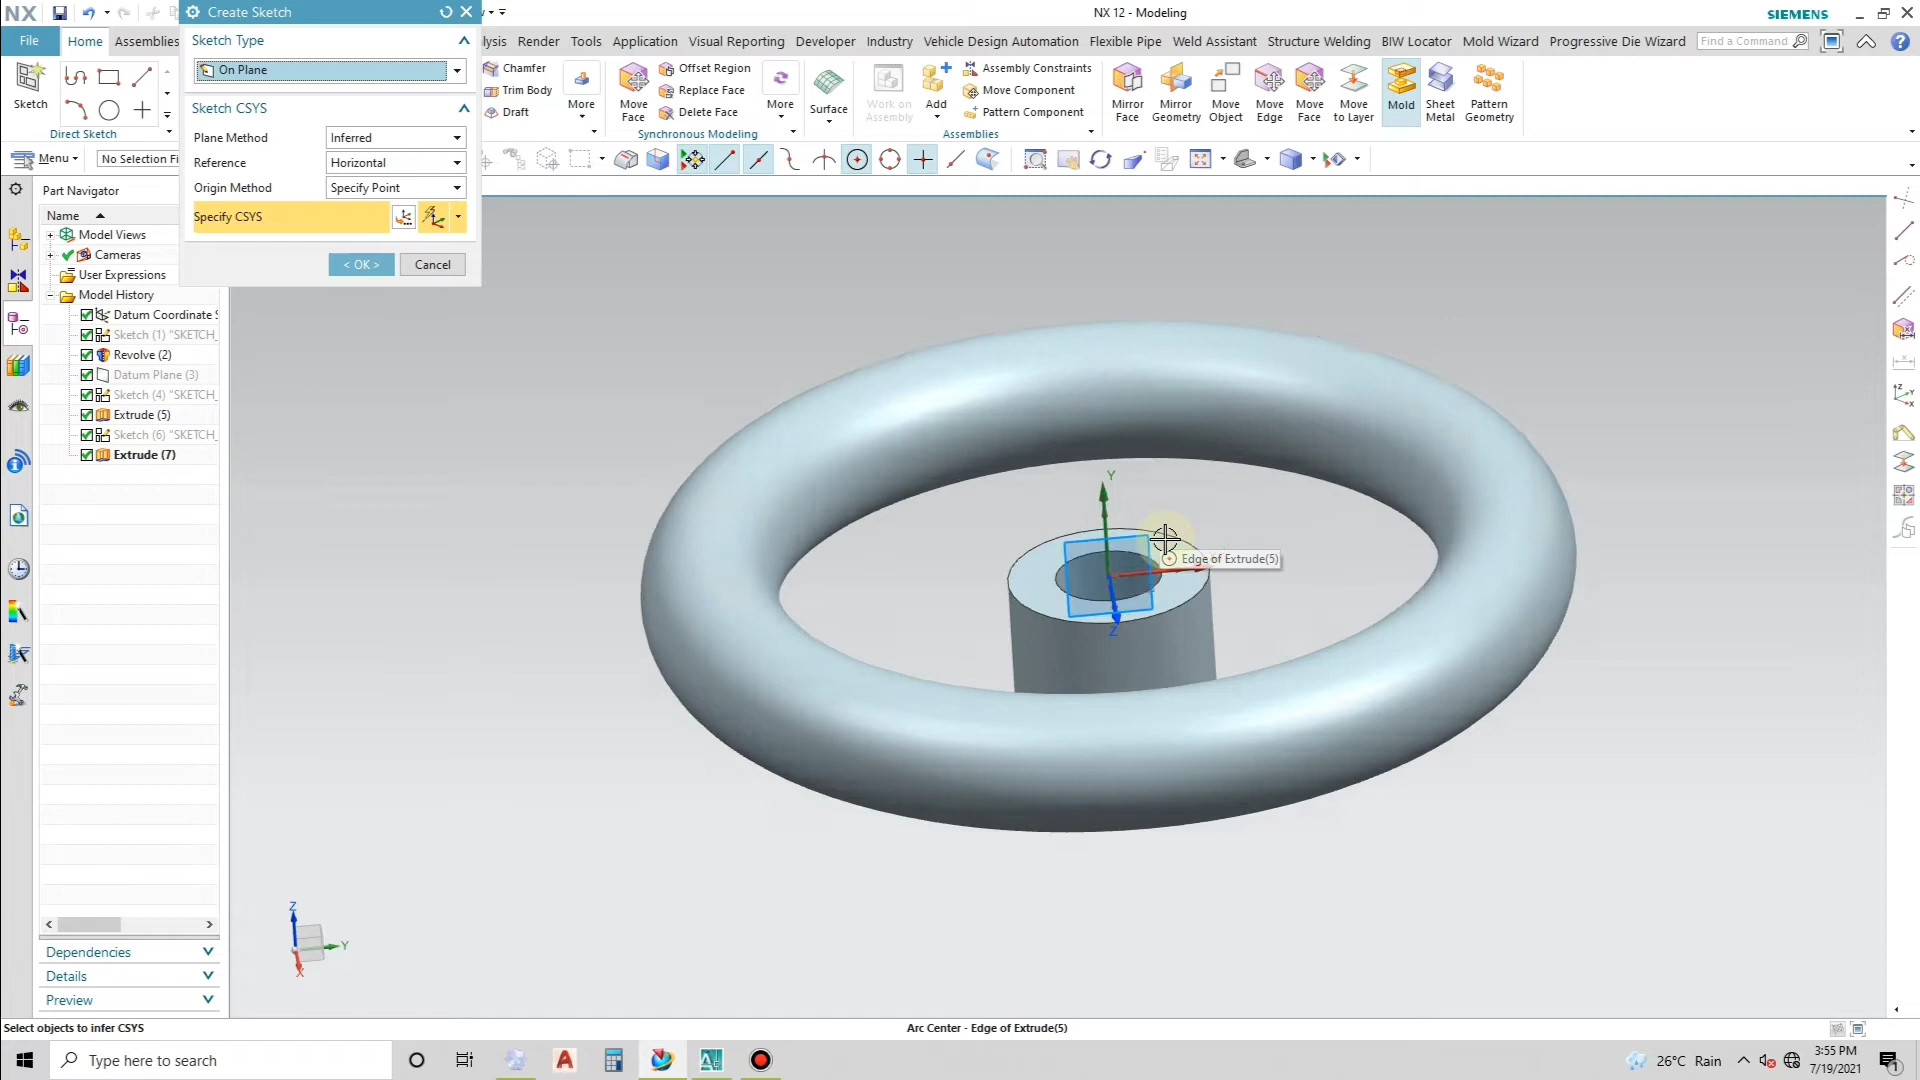 NX
Create Sketch
NX 12 - Modeling
SIEMENS
File
Home
Assemblies
lysis
Render
Tools
Application
Visual Reporting
Developer
Industry
Vehicle Design Automation
Flexible Pipe
Weld Assistant
Structure Welding
BIW Locator
Mold Wizard
Progressive Die Wizard
Find a Command
Sketch Type
On Plane
Sketch CSYS
Plane Method
Inferred
Reference
Horizontal
Origin Method
Specify Point
Specify CSYS
< OK >
Cancel
Sketch
Direct Sketch
Chamfer
Trim Body
Draft
More
Move Face
Offset Region
Replace Face
Delete Face
More
Synchronous Modeling
Surface
Work on Assembly
Add
Assembly Constraints
Move Component
Pattern Component
Assemblies
Mirror Face
Mirror Geometry
Move Object
Move Edge
Move Face
Move to Layer
Mold
Sheet Metal
Pattern Geometry
Menu
No Selection Fi
Part Navigator
Name
Model Views
Cameras
User Expressions
Model History
Datum Coordinate S
Sketch (1) "SKETCH_
Revolve (2)
Datum Plane (3)
Sketch (4) "SKETCH_
Extrude (5)
Sketch (6) "SKETCH_
Extrude (7)
Dependencies
Details
Preview
Y
Edge of Extrude(5)
Z
Z
Y
X
Select objects to infer CSYS
Arc Center - Edge of Extrude(5)
Type here to search
26°C Rain
3:55 PM
7/19/2021
1